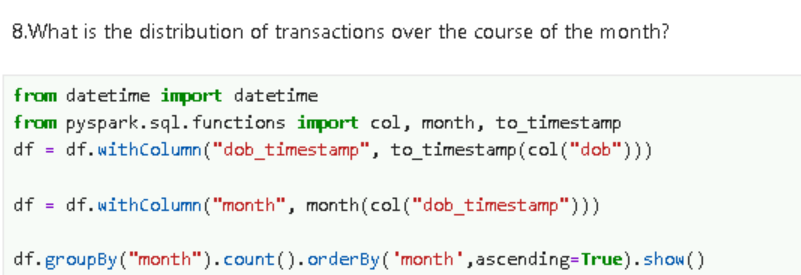 8.What is the distribution of transactions over the course of the month?
from datetime import datetime
from pyspark.sql.functions import col, month, to_timestamp
df = df.withColumn("dob_timestamp", to_timestamp(col("dob")))
df = df.withColumn("month", month(col("dob_timestamp")))
df.groupBy("month").count().orderBy('month',ascending=True).show()